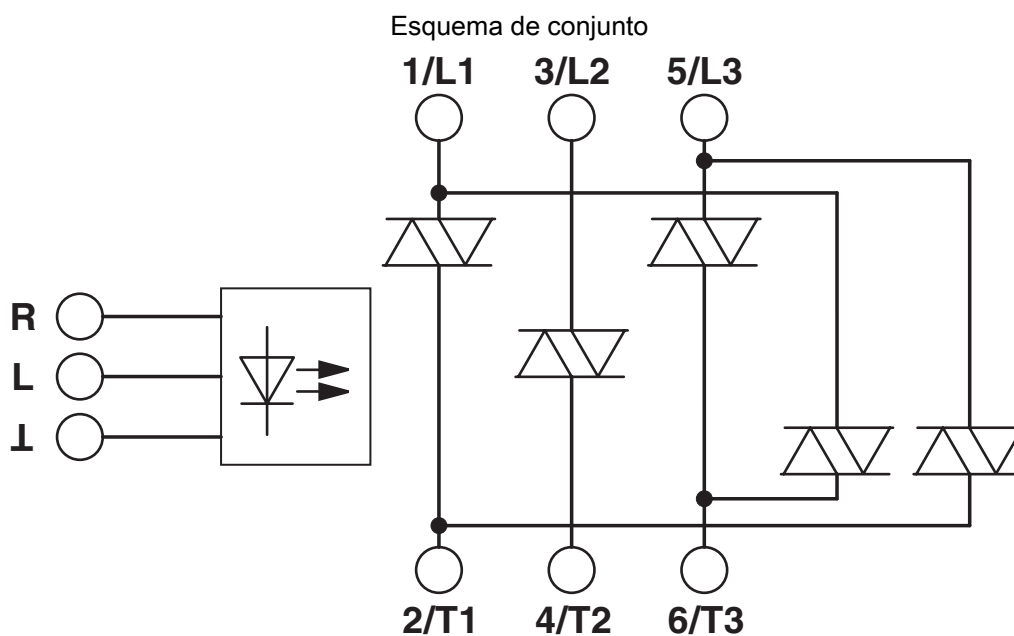 Esquema de conjunto
1/L1 3/L2 5/L3
R
L
⊥
2/T1 4/T2 6/T3